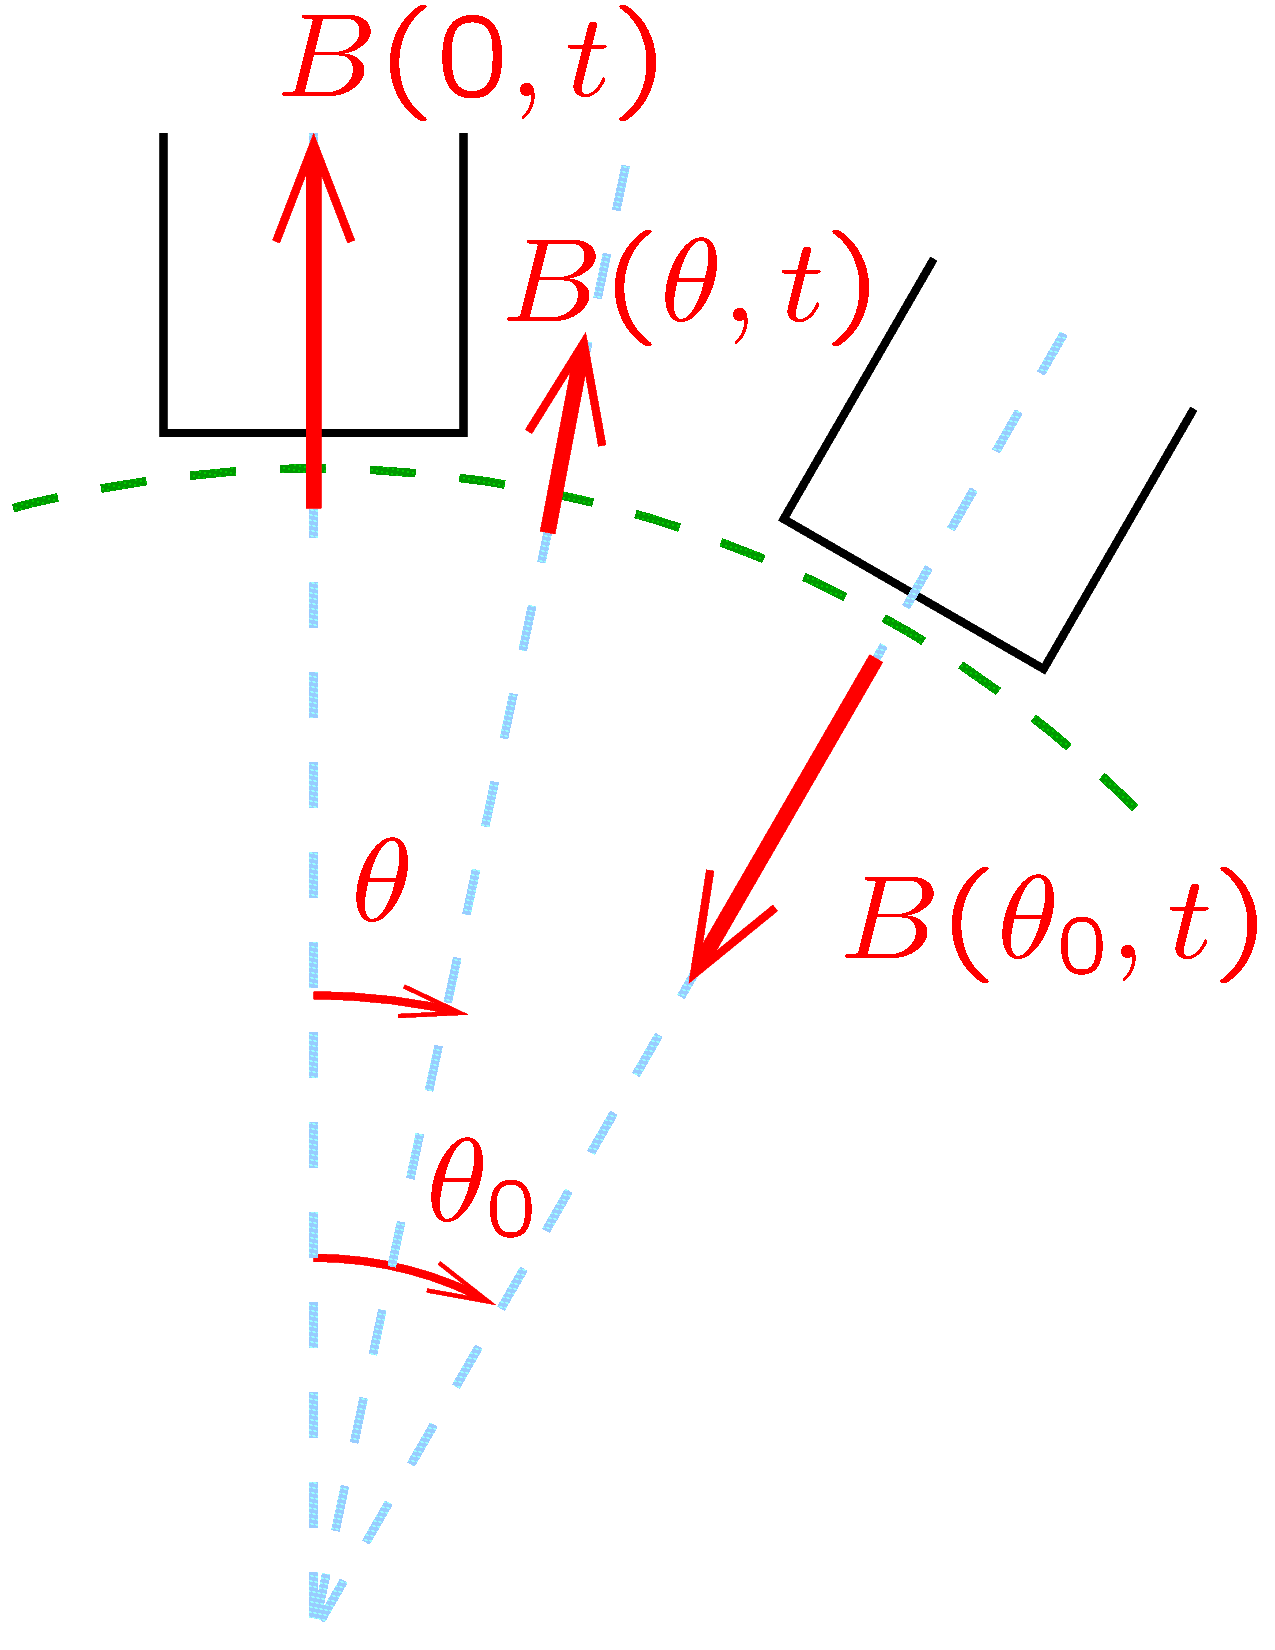 B(0, t)
B(θ, t)
θ
B(θ₀, t)
θ₀